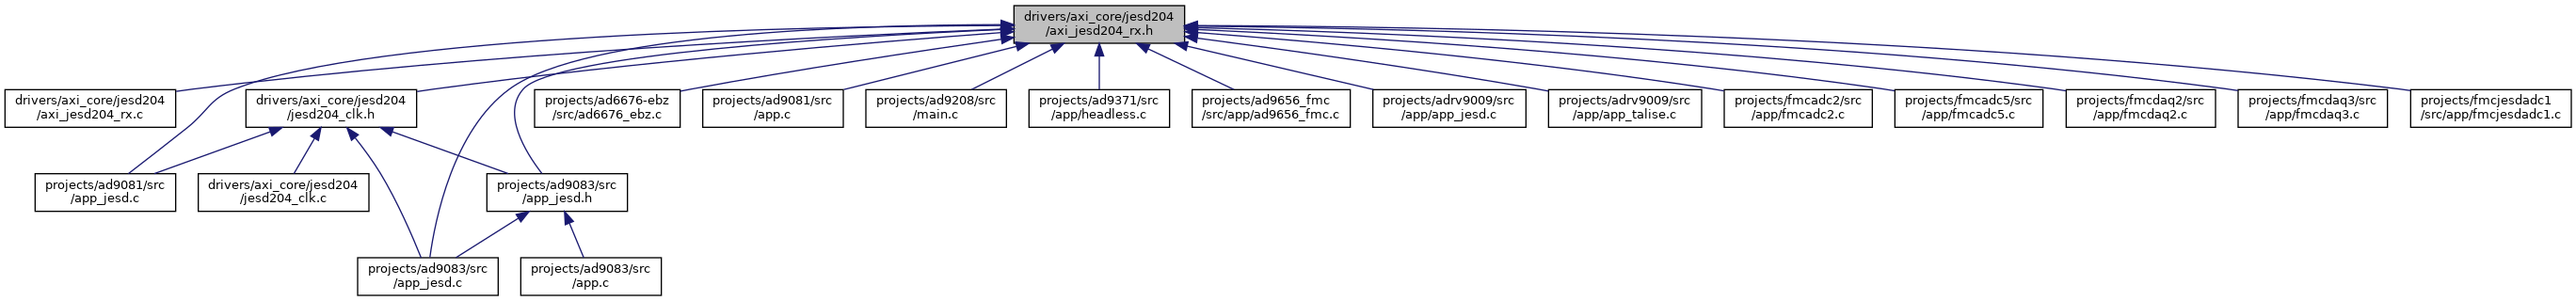 drivers/axi_core/jesd204
/axi_jesd204_rx.h
drivers/axi_core/jesd204
/axi_jesd204_rx.c
drivers/axi_core/jesd204
/jesd204_clk.h
projects/ad6676-ebz
/src/ad6676_ebz.c
projects/ad9081/src
/app.c
projects/ad9208/src
/main.c
projects/ad9371/src
/app/headless.c
projects/ad9656_fmc
/src/app/ad9656_fmc.c
projects/adrv9009/src
/app/app_jesd.c
projects/adrv9009/src
/app/app_talise.c
projects/fmcadc2/src
/app/fmcadc2.c
projects/fmcadc5/src
/app/fmcadc5.c
projects/fmcdaq2/src
/app/fmcdaq2.c
projects/fmcdaq3/src
/app/fmcdaq3.c
projects/fmcjesdadc1
/src/app/fmcjesdadc1.c
projects/ad9081/src
/app_jesd.c
drivers/axi_core/jesd204
/jesd204_clk.c
projects/ad9083/src
/app_jesd.h
projects/ad9083/src
/app_jesd.c
projects/ad9083/src
/app.c